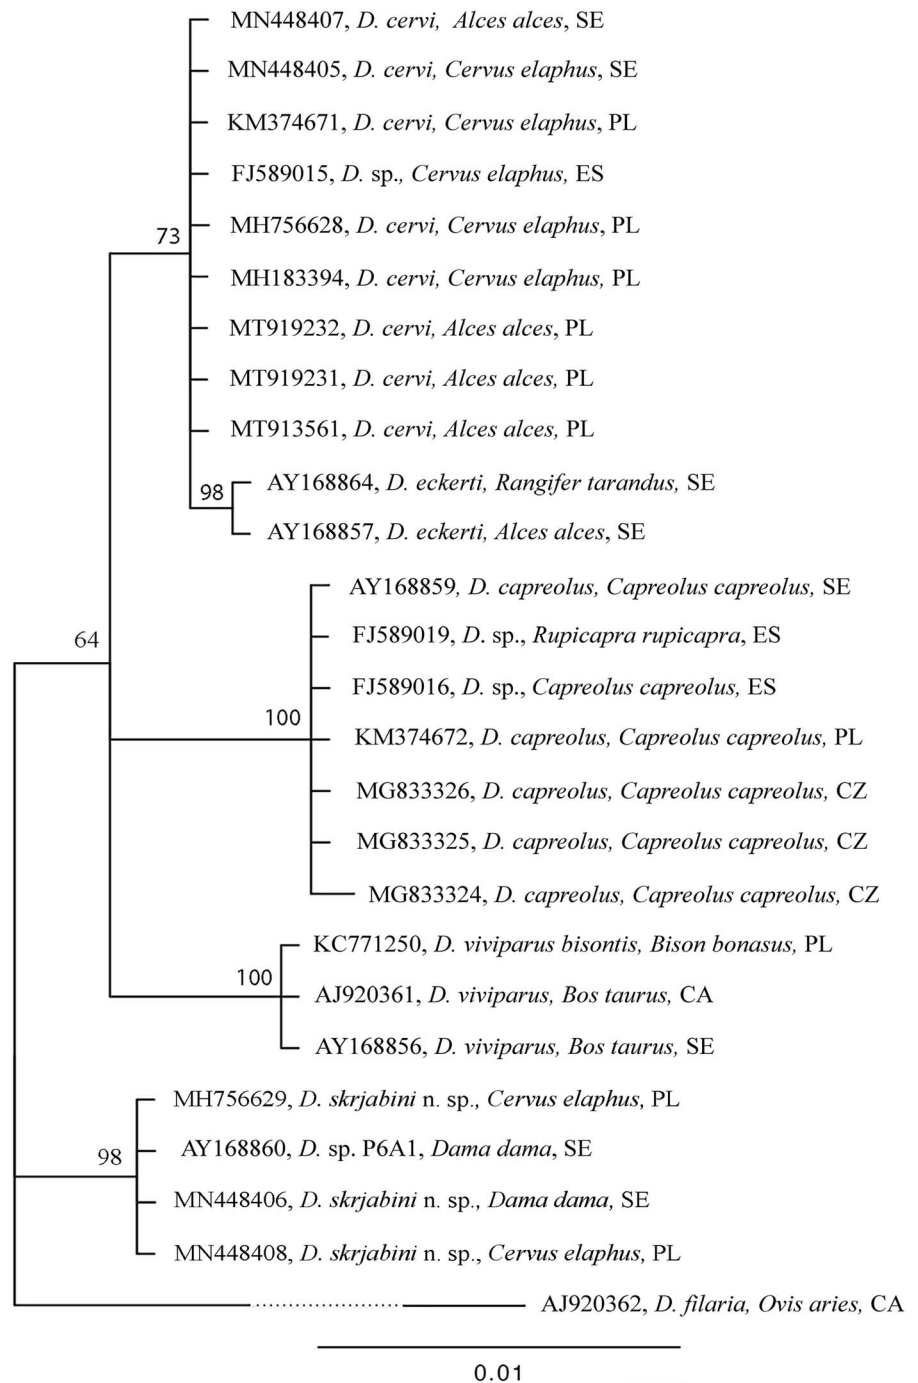 MN448407, D. cervi, Alces alces, SE
MN448405, D. cervi, Cervus elaphus, SE
KM374671, D. cervi, Cervus elaphus, PL
FJ589015, D. sp., Cervus elaphus, ES
73
MH756628, D. cervi, Cervus elaphus, PL
MH183394, D. cervi, Cervus elaphus, PL
MT919232, D. cervi, Alces alces, PL
MT919231, D. cervi, Alces alces, PL
MT913561, D. cervi, Alces alces, PL
98
AY168864, D. eckerti, Rangifer tarandus, SE
AY168857, D. eckerti, Alces alces, SE
AY168859, D. capreolus, Capreolus capreolus, SE
64
FJ589019, D. sp., Rupicapra rupicapra, ES
FJ589016, D. sp., Capreolus capreolus, ES
100
KM374672, D. capreolus, Capreolus capreolus, PL
MG833326, D. capreolus, Capreolus capreolus, CZ
MG833325, D. capreolus, Capreolus capreolus, CZ
MG833324, D. capreolus, Capreolus capreolus, CZ
KC771250, D. viviparus bisontis, Bison bonasus, PL
100
AJ920361, D. viviparus, Bos taurus, CA
AY168856, D. viviparus, Bos taurus, SE
MH756629, D. skrjabini n. sp., Cervus elaphus, PL
98
AY168860, D. sp. P6A1, Dama dama, SE
MN448406, D. skrjabini n. sp., Dama dama, SE
MN448408, D. skrjabini n. sp., Cervus elaphus, PL
AJ920362, D. filaria, Ovis aries, CA
0.01